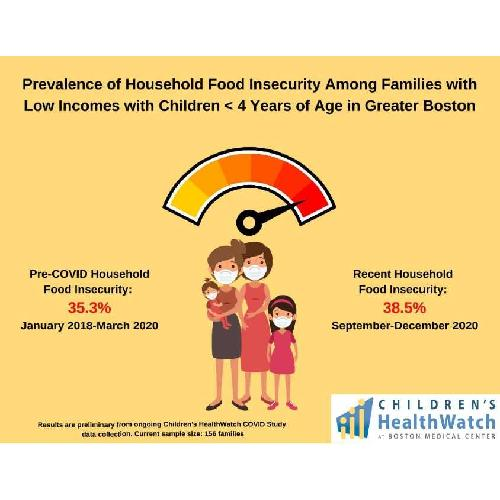 Prevalence of Household Food Insecurity Among Families with
Low Incomes with Children < 4 Years of Age in Greater Boston
Pre-COVID Household
Food Insecurity:
35.3%
January 2018-March 2020
Recent Household
Food Insecurity:
38.5%
September-December 2020
Results are preliminary from ongoing Children's HealthWatch COVID Study
data collection. Current sample size: 156 families
CHILDREN'S
HealthWatch
AT BOSTON MEDICAL CENTER